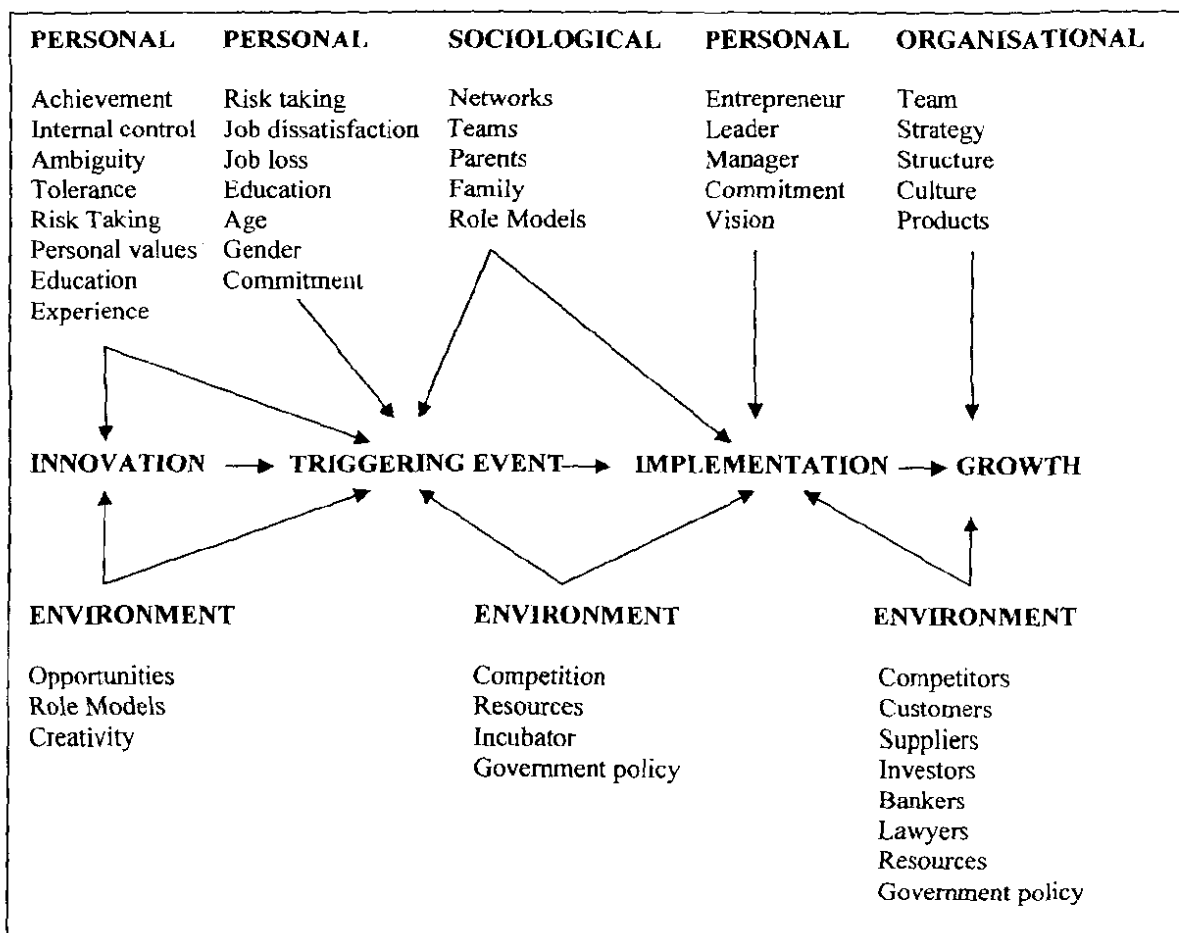 PERSONAL
Achievement
Internal control
Ambiguity
Tolerance
Risk Taking
Personal values
Education
Experience
PERSONAL
Risk taking
Job dissatisfaction
Job loss
Education
Age
Gender
Commitment
SOCIOLOGICAL
Networks
Teams
Parents
Family
Role Models
PERSONAL
Entrepreneur
Leader
Manager
Commitment
Vision
ORGANISATIONAL
Team
Strategy
Structure
Culture
Products
INNOVATION
TRIGGERING EVENT
IMPLEMENTATION
GROWTH
ENVIRONMENT
Opportunities
Role Models
Creativity
ENVIRONMENT
Competition
Resources
Incubator
Government policy
ENVIRONMENT
Competitors
Customers
Suppliers
Investors
Bankers
Lawyers
Resources
Government policy